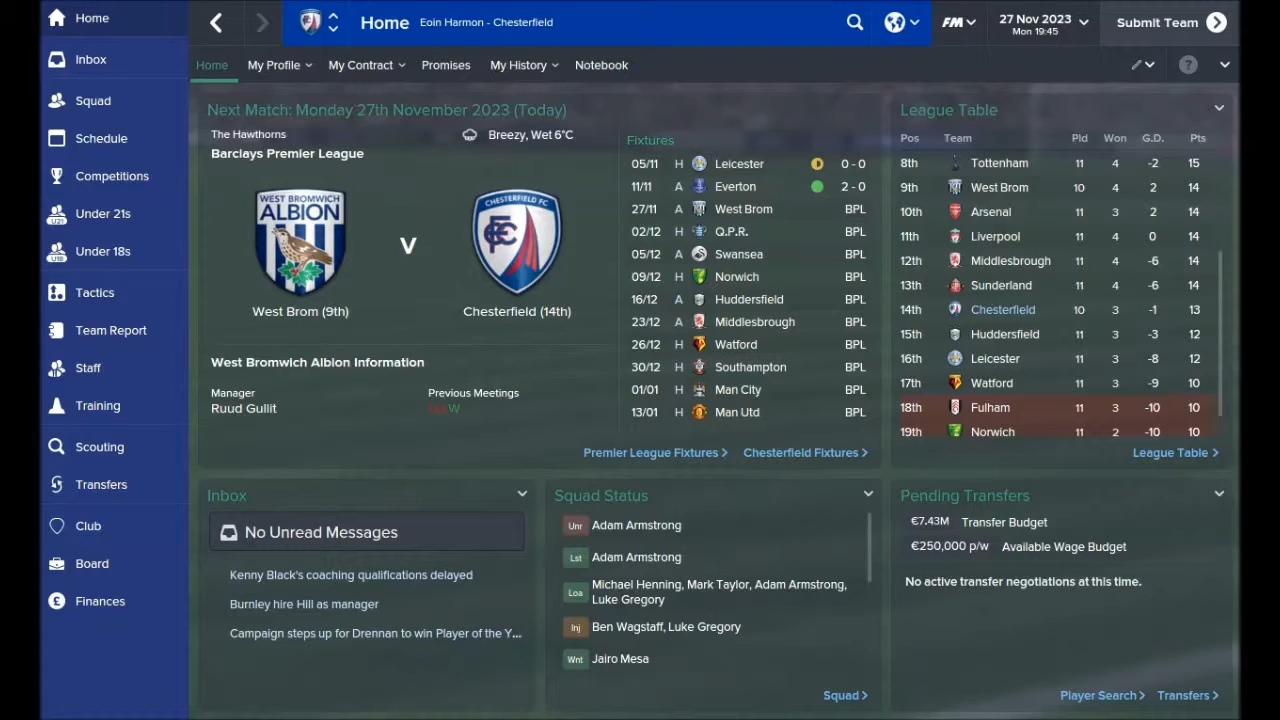 Home
Inbox
Squad
Schedule
Competitions
Under 21s
U21
Under 18s
U18
Tactics
Team Report
Staff
Training
Scouting
Transfers
Club
Board
Finances
Home Eoin Harmon - Chesterfield
FM
27 Nov 2023
Mon 19:45
Submit Team
Home My Profile My Contract Promises My History Notebook
?
Next Match: Monday 27th November 2023 (Today)
The Hawthorns
Breezy, Wet 6°C
Barclays Premier League
WEST BROMWICH
ALBION
V
CHESTERFIELD FC
West Brom (9th)
Chesterfield (14th)
West Bromwich Albion Information
Manager
Ruud Gullit
Previous Meetings
W
Fixtures
05/11 H Leicester 0 - 0
11/11 A Everton 2 - 0
27/11 A West Brom BPL
02/12 H Q.P.R. BPL
05/12 A Swansea BPL
09/12 H Norwich BPL
16/12 A Huddersfield BPL
23/12 A Middlesbrough BPL
26/12 H Watford BPL
30/12 H Southampton BPL
01/01 H Man City BPL
13/01 H Man Utd BPL
Premier League Fixtures > Chesterfield Fixtures >
League Table
Pos Team Pld Won G.D. Pts
8th Tottenham 11 4 -2 15
9th West Brom 10 4 2 14
10th Arsenal 11 3 2 14
11th Liverpool 11 4 0 14
12th Middlesbrough 11 4 -6 14
13th Sunderland 11 4 -6 14
14th Chesterfield 10 3 -1 13
15th Huddersfield 11 3 -3 12
16th Leicester 11 3 -8 12
17th Watford 11 3 -9 10
18th Fulham 11 3 -10 10
19th Norwich 11 2 -10 10
League Table >
Inbox
No Unread Messages
Kenny Black's coaching qualifications delayed
Burnley hire Hill as manager
Campaign steps up for Drennan to win Player of the Y...
Squad Status
Unr Adam Armstrong
Lst Adam Armstrong
Loa Michael Henning, Mark Taylor, Adam Armstrong,
Luke Gregory
Inj Ben Wagstaff, Luke Gregory
Wnt Jairo Mesa
Squad >
Pending Transfers
€7.43M Transfer Budget
€250,000 p/w Available Wage Budget
No active transfer negotiations at this time.
Player Search > Transfers >